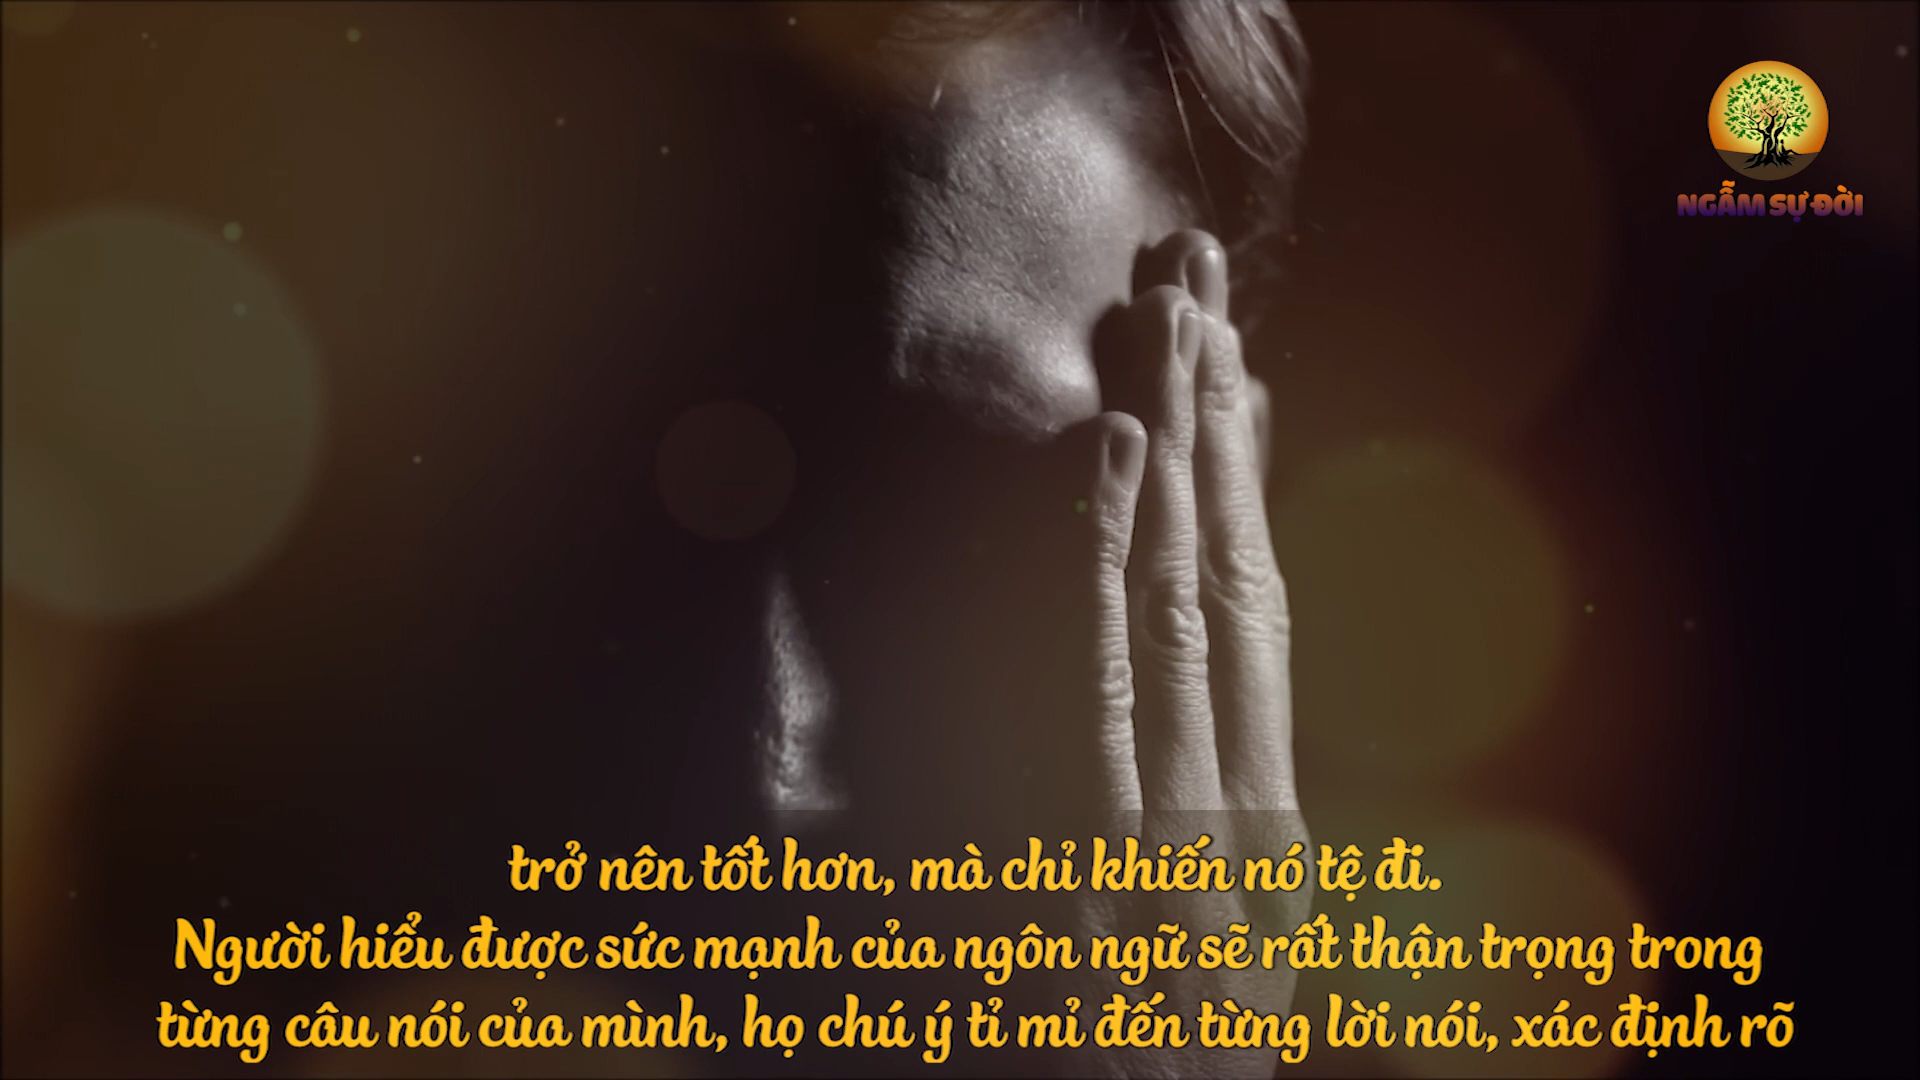 NGẪM SỰ ĐỜI
trở nên tốt hơn, mà chỉ khiến nó tệ đi.
Người hiểu được sức mạnh của ngôn ngữ sẽ rất thận trọng trong
từng câu nói của mình, họ chú ý tỉ mỉ đến từng lời nói, xác định rõ